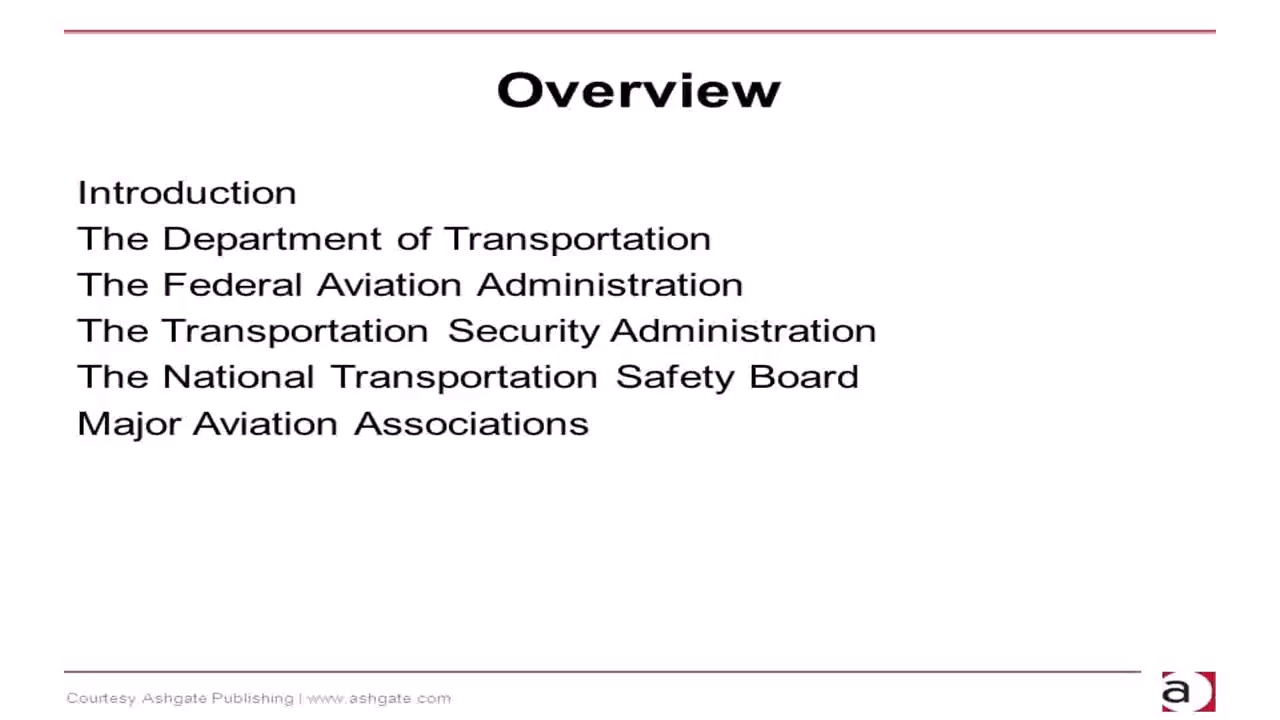 Overview
Introduction
The Department of Transportation
The Federal Aviation Administration
The Transportation Security Administration
The National Transportation Safety Board
Major Aviation Associations
Courtesy Ashgate Publishing | www.ashgate.com
a